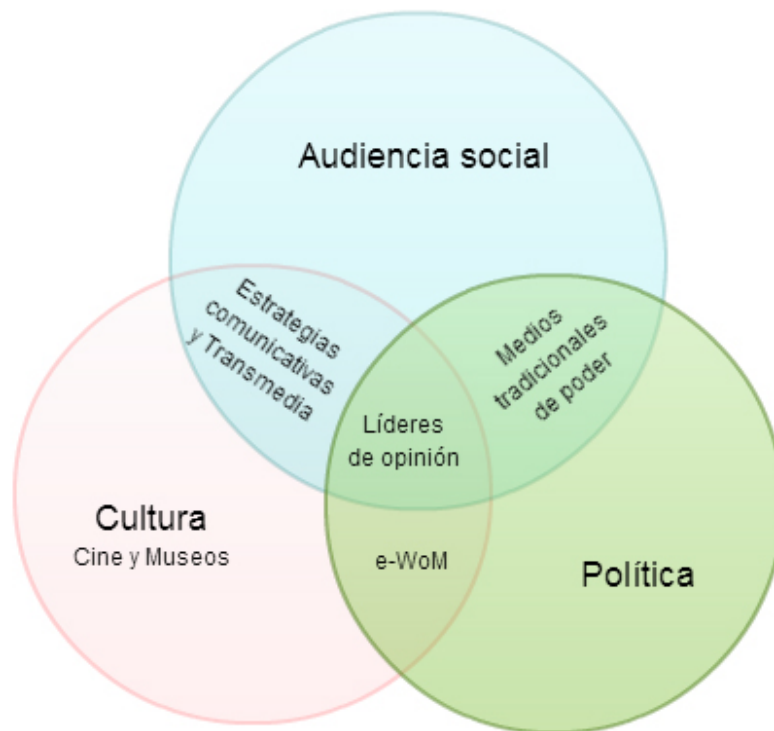 Audiencia social
Estrategias
comunicativas
y Transmedia
Medios
tradicionales
de poder
Líderes
de opinión
Cultura
Cine y Museos
e-WoM
Política